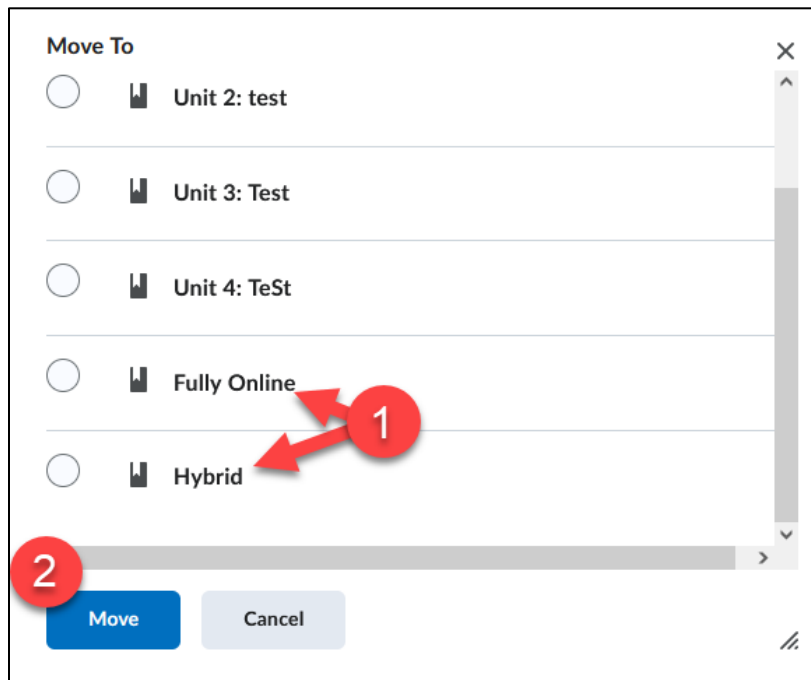 Move To
Unit 2: test
Unit 3: Test
Unit 4: TeSt
Fully Online
1
Hybrid
2
Move
Cancel